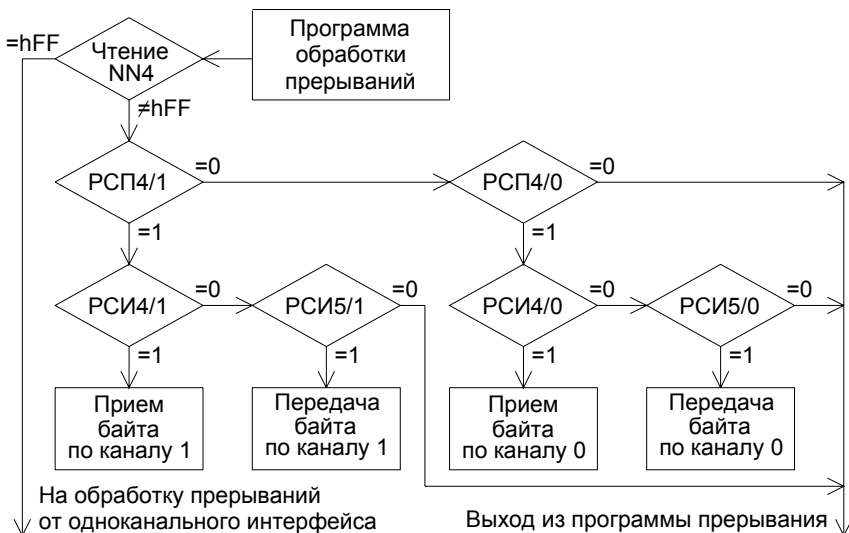 =hFF
Чтение
NN4
Программа
обработки
прерываний
≠hFF
РСП4/1
=0
РСП4/0
=0
=1
=1
РСИ4/1
=0
РСИ5/1
=0
РСИ4/0
=0
РСИ5/0
=0
=1
=1
=1
=1
Прием
байта
по каналу 1
Передача
байта
по каналу 1
Прием
байта
по каналу 0
Передача
байта
по каналу 0
На обработку прерываний
от одноканального интерфейса
Выход из программы прерывания